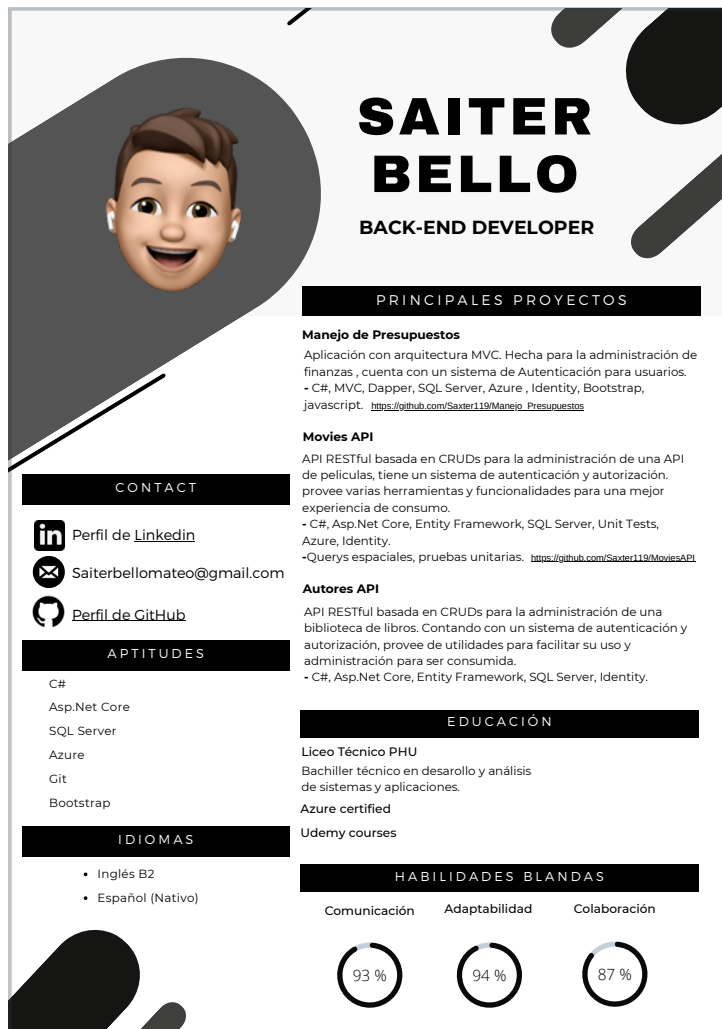 SAITER
BELLO
BACK-END DEVELOPER
PRINCIPALES PROYECTOS
Manejo de Presupuestos
Aplicación con arquitectura MVC. Hecha para la administración de
finanzas , cuenta con un sistema de Autenticación para usuarios.
- C#, MVC, Dapper, SQL Server, Azure , Identity, Bootstrap,
javascript. https://github.com/Saxter119/Manejo_Presupuestos
Movies API
API RESTful basada en CRUDs para la administración de una API
de peliculas, tiene un sistema de autenticación y autorización.
provee varias herramientas y funcionalidades para una mejor
experiencia de consumo.
- C#, Asp.Net Core, Entity Framework, SQL Server, Unit Tests,
Azure, Identity.
-Querys espaciales, pruebas unitarias. https://github.com/Saxter119/MoviesAPI
Autores API
API RESTful basada en CRUDs para la administración de una
biblioteca de libros. Contando con un sistema de autenticación y
autorización, provee de utilidades para facilitar su uso y
administración para ser consumida.
- C#, Asp.Net Core, Entity Framework, SQL Server, Identity.
CONTACT
in
Perfil de Linkedin
Saiterbellomateo@gmail.com
Perfil de GitHub
APTITUDES
C#
Asp.Net Core
SQL Server
Azure
Git
Bootstrap
IDIOMAS
• Inglés B2
• Español (Nativo)
EDUCACIÓN
Liceo Técnico PHU
Bachiller técnico en desarollo y análisis
de sistemas y aplicaciones.
Azure certified
Udemy courses
HABILIDADES BLANDAS
Comunicación Adaptabilidad Colaboración
93 % 94 % 87 %